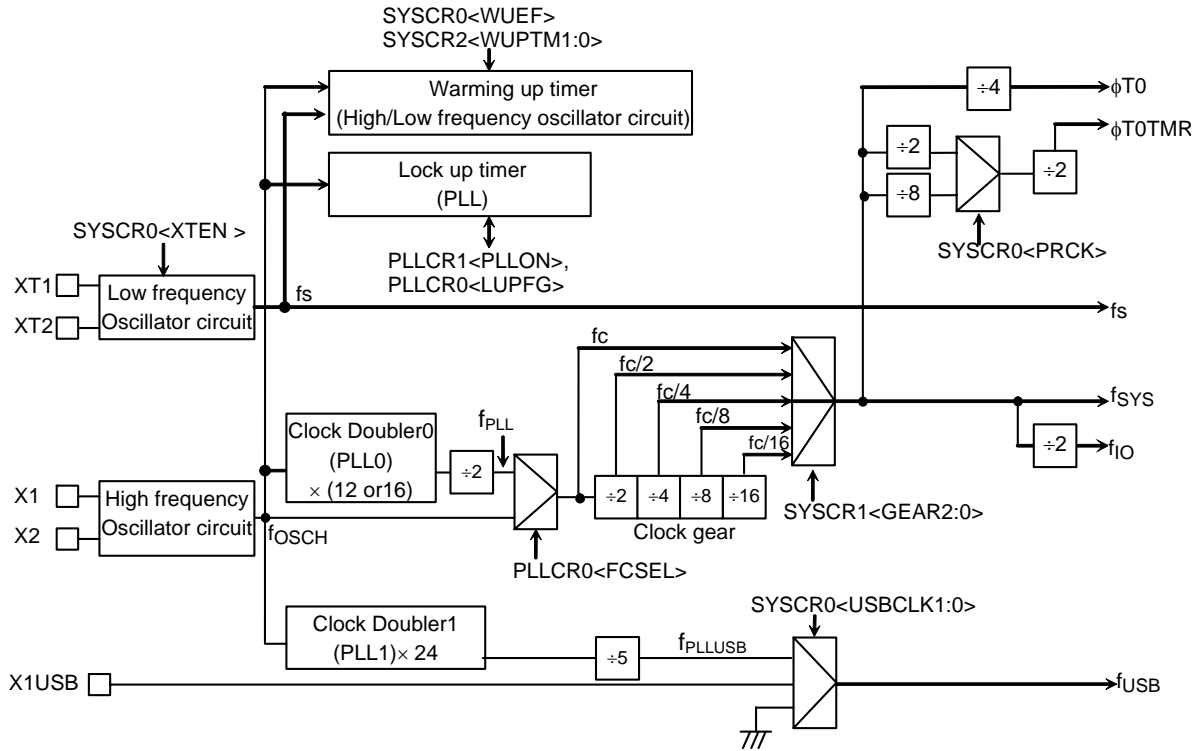 SYSCR0<WUEF>
SYSCR2<WUPTM1:0>
Warming up timer
(High/Low frequency oscillator circuit)
Lock up timer
(PLL)
PLLCR1<PLLON>,
PLLCR0<LUPFG>
÷4
ϕT0
ϕT0TMR
÷2
÷8
÷2
SYSCR0<PRCK>
SYSCR0<XTEN >
XT1
XT2
Low frequency
Oscillator circuit
fs
fs
fc
fc/2
fc/4
fc/8
fc/16
fSYS
÷2
fIO
Clock Doubler0
(PLL0)
× (12 or16)
÷2
fPLL
÷2
÷4
÷8
÷16
Clock gear
SYSCR1<GEAR2:0>
X1
X2
High frequency
Oscillator circuit
fOSCH
PLLCR0<FCSEL>
SYSCR0<USBCLK1:0>
Clock Doubler1
(PLL1)× 24
÷5
fPLLUSB
X1USB
fUSB